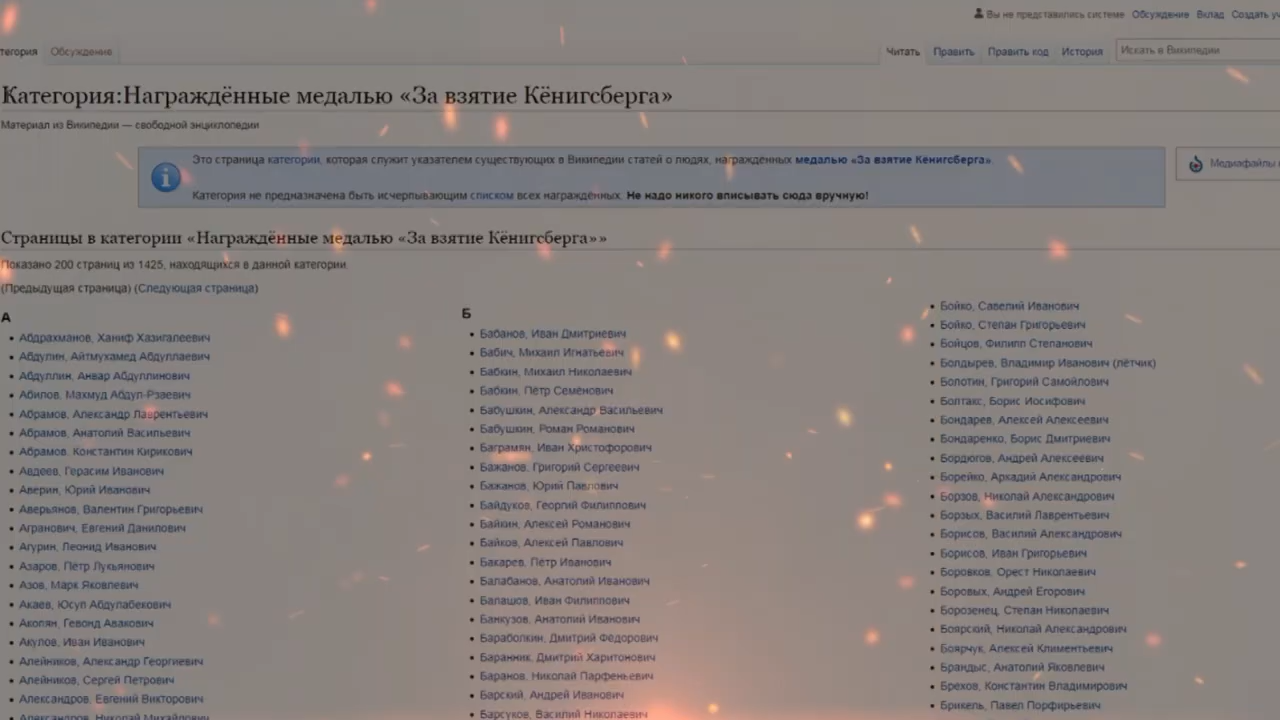 Вы не представились системе Обсуждение Вклад Создать
Обсуждение Читать Править Править код История Искать в Википедии
Категория:Награждённые медалью «За взятие Кёнигсберга»
Материал из Википедии — свободной энциклопедии
Это страница категории, которая служит указателем существующих в Википедии статей о людях, награждённых медалью «За взятие Кёнигсберга».
Медиафайлы
Категория не предназначена быть исчерпывающим списком всех награждённых. Не надо никого вписывать сюда вручную!
Страницы в категории «Награждённые медалью «За взятие Кёнигсберга»»
Показано 200 страниц из 1425, находящихся в данной категории.
(Предыдущая страница) (Следующая страница)
А
Абдрахманов, Ханиф Хазигалеевич
Абдулин, Айтмухамед Абдуллаевич
Абдуллин, Анвар Абдуллинович
Абилов, Махмуд Абдул-Рзаевич
Абрамов, Александр Лаврентьевич
Абрамов, Анатолий Васильевич
Абрамов, Константин Кирикович
Авдеев, Герасим Иванович
Аверин, Юрий Иванович
Аверьянов, Валентин Григорьевич
Агранович, Евгений Данилович
Агурин, Леонид Иванович
Азаров, Пётр Лукьянович
Азов, Марк Яковлевич
Акаев, Юсуп Абдулабекович
Акопян, Гевонд Авакович
Акулов, Иван Иванович
Алейников, Александр Георгиевич
Алейников, Сергей Петрович
Александров, Евгений Викторович
Александров, Николай Михайлович
Б
Бабанов, Иван Дмитриевич
Бабич, Михаил Игнатьевич
Бабкин, Михаил Николаевич
Бабкин, Пётр Семёнович
Бабушкин, Александр Васильевич
Бабушкин, Роман Романович
Баграмян, Иван Христофорович
Бажанов, Григорий Сергеевич
Бажанов, Юрий Павлович
Байдуков, Георгий Филиппович
Байкин, Алексей Романович
Байков, Алексей Павлович
Бакарев, Пётр Иванович
Балабанов, Анатолий Иванович
Балашов, Иван Филиппович
Банкузов, Анатолий Иванович
Бараболкин, Дмитрий Фёдорович
Баранник, Дмитрий Харитонович
Баранов, Николай Парфеньевич
Барский, Андрей Иванович
Барсуков, Василий Николаевич
Бойко, Савелий Иванович
Бойко, Степан Григорьевич
Бойцов, Филипп Степанович
Болдырев, Владимир Иванович (лётчик)
Болотин, Григорий Самойлович
Болтакс, Борис Иосифович
Бондарев, Алексей Алексеевич
Бондаренко, Борис Дмитриевич
Бордюгов, Андрей Алексеевич
Борейко, Аркадий Александрович
Борзов, Николай Александрович
Борзых, Василий Лаврентьевич
Борисов, Василий Александрович
Борисов, Иван Григорьевич
Боровков, Орест Николаевич
Боровых, Андрей Егорович
Борозенец, Степан Николаевич
Боярский, Николай Александрович
Боярчук, Алексей Климентьевич
Брандыс, Анатолий Яковлевич
Брехов, Константин Владимирович
Брикель, Павел Порфирьевич